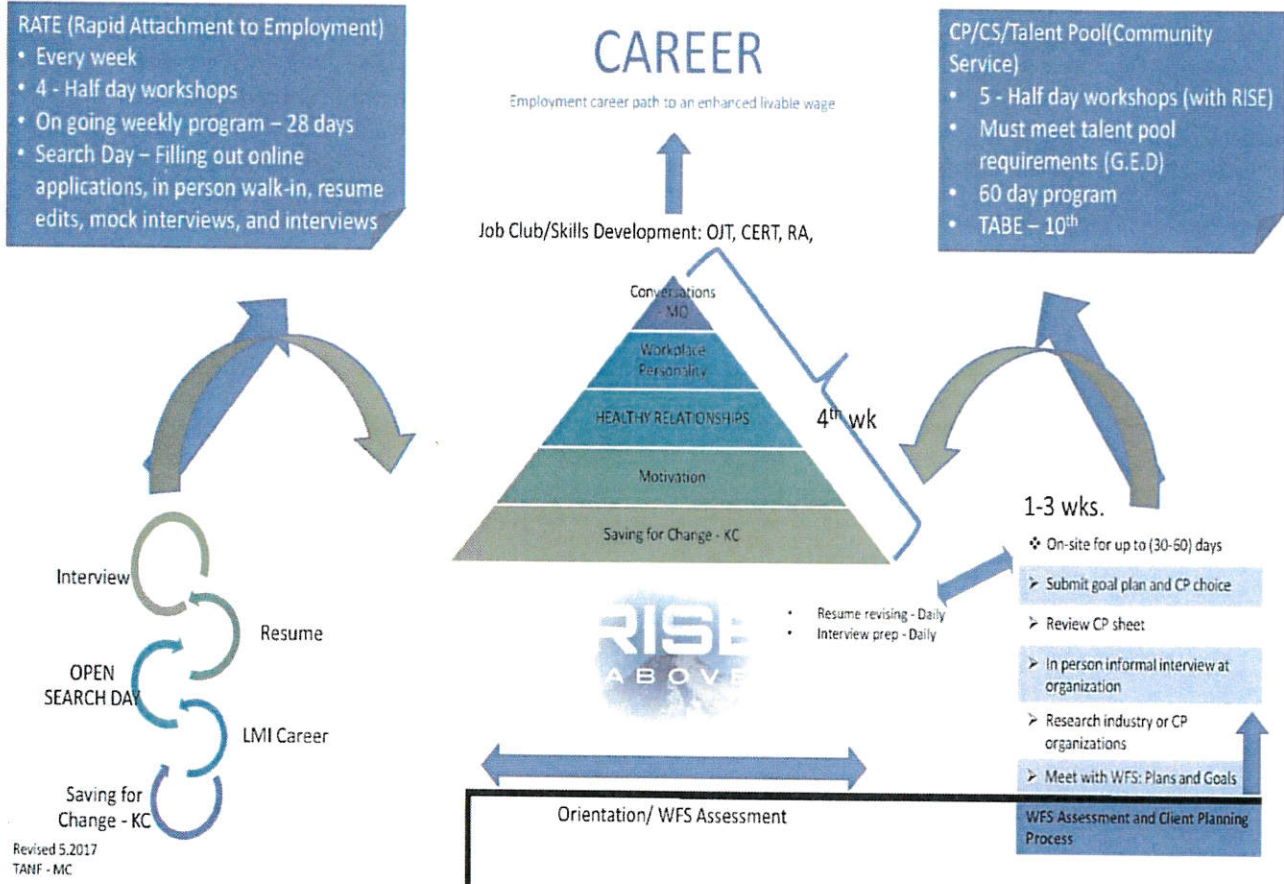 RATE (Rapid Attachment to Employment)
• Every week
• 4 - Half day workshops
• On going weekly program – 28 days
• Search Day – Filling out online
applications, in person walk-in, resume
edits, mock interviews, and interviews
CAREER
Employment career path to an enhanced livable wage
CP/CS/Talent Pool(Community
Service)
• 5 - Half day workshops (with RISE)
• Must meet talent pool
requirements (G.E.D)
• 60 day program
• TABE – 10th
Job Club/Skills Development: OJT, CERT, RA,
Conversations
- MO
Workplace
Personality
HEALTHY RELATIONSHIPS
Motivation
Saving for Change - KC
4th wk
Interview
Resume
OPEN
SEARCH DAY
LMI Career
Saving for
Change - KC
RISE
ABOVE
• Resume revising - Daily
• Interview prep - Daily
1-3 wks.
❖ On-site for up to (30-60) days
➢ Submit goal plan and CP choice
➢ Review CP sheet
➢ In person informal interview at
organization
➢ Research industry or CP
organizations
➢ Meet with WFS: Plans and Goals
WFS Assessment and Client Planning
Process
Orientation/ WFS Assessment
Revised 5.2017
TANF - MC